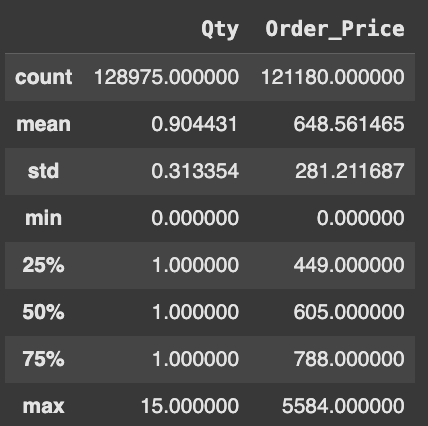 Qty Order_Price
count 128975.000000 121180.000000
mean 0.904431 648.561465
std 0.313354 281.211687
min 0.000000 0.000000
25% 1.000000 449.000000
50% 1.000000 605.000000
75% 1.000000 788.000000
max 15.000000 5584.000000